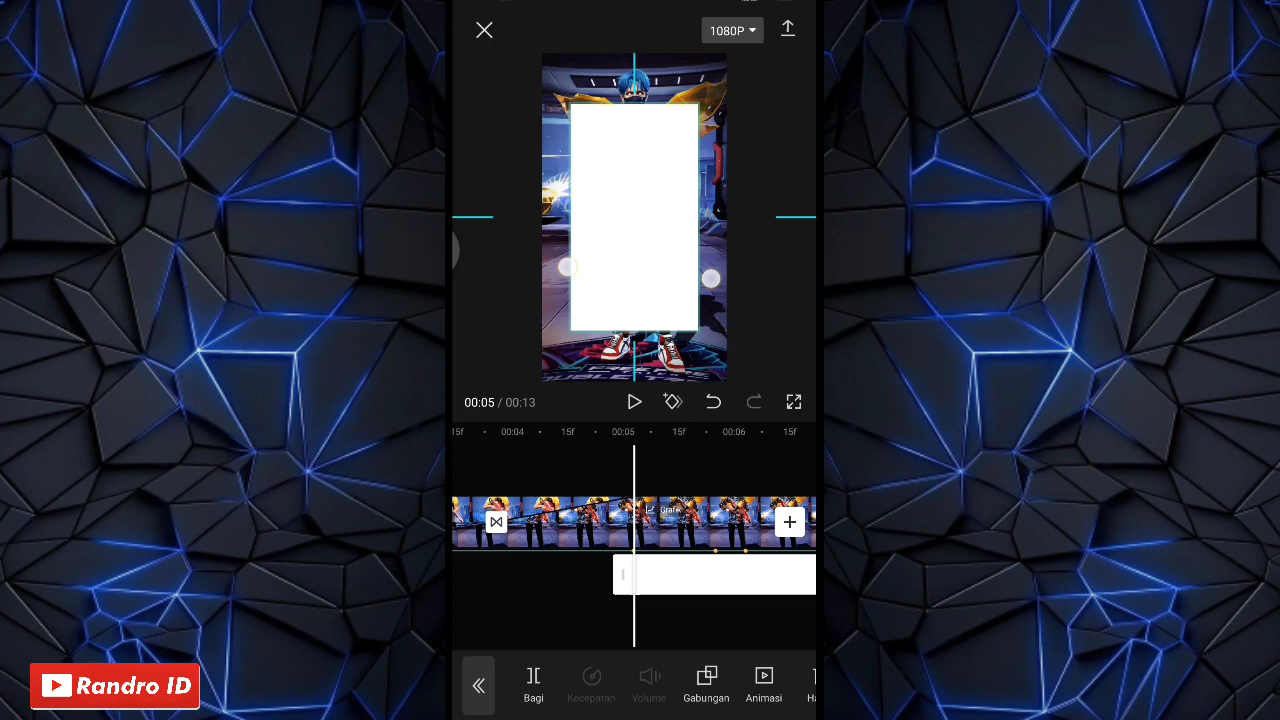 1080P
00:05 / 00:13
15f 00:04 15f 00:05 15f 00:06 15f
Grafik
Bagi Kecepatan Volume Gabungan Animasi
Randro ID